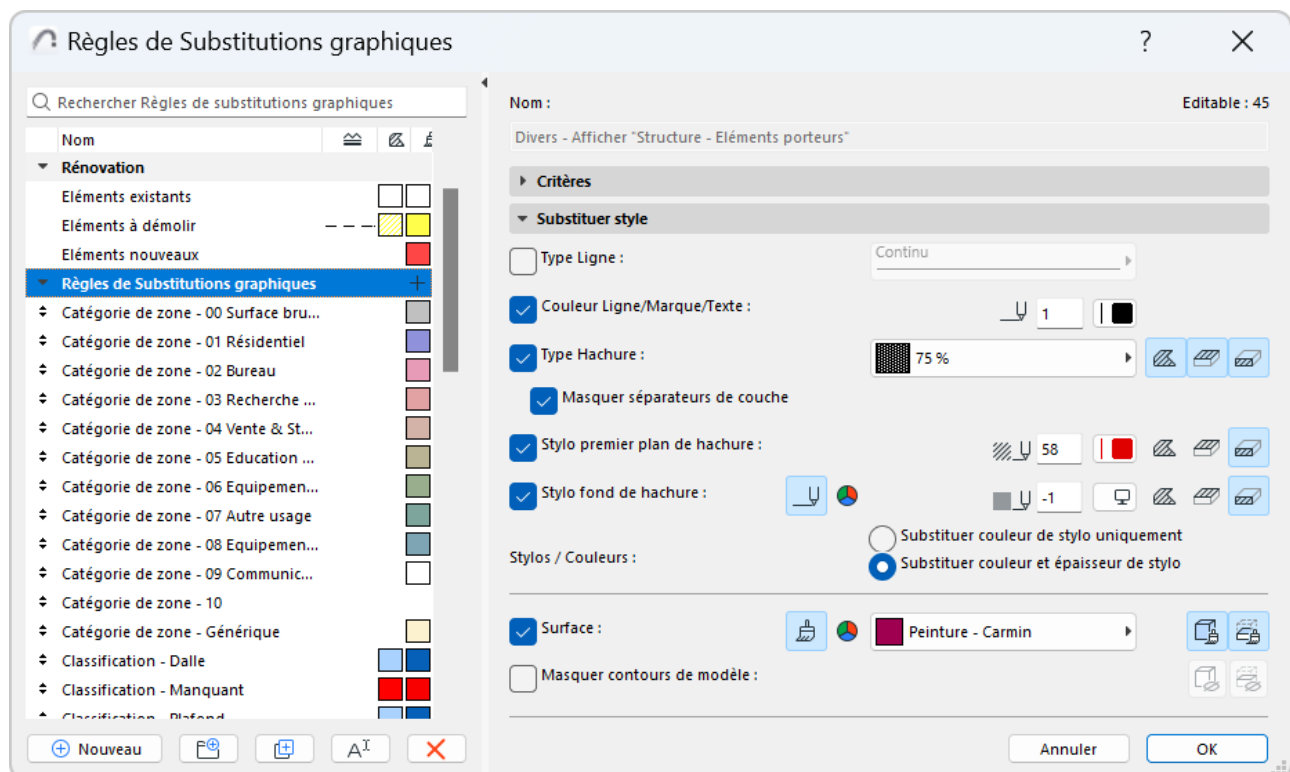 Règles de Substitutions graphiques
?
Rechercher Règles de substitutions graphiques
Nom
Rénovation
Eléments existants
Eléments à démolir
Eléments nouveaux
Règles de Substitutions graphiques
Catégorie de zone - 00 Surface bru...
Catégorie de zone - 01 Résidentiel
Catégorie de zone - 02 Bureau
Catégorie de zone - 03 Recherche ...
Catégorie de zone - 04 Vente & St...
Catégorie de zone - 05 Education ...
Catégorie de zone - 06 Equipemen...
Catégorie de zone - 07 Autre usage
Catégorie de zone - 08 Equipemen...
Catégorie de zone - 09 Communic...
Catégorie de zone - 10
Catégorie de zone - Générique
Classification - Dalle
Classification - Manquant
Classification - Plafond
Nouveau
Nom :
Editable : 45
Divers - Afficher "Structure - Eléments porteurs"
Critères
Substituer style
Type Ligne :
Continu
Couleur Ligne/Marque/Texte :
1
Type Hachure :
75 %
Masquer séparateurs de couche
Stylo premier plan de hachure :
58
Stylo fond de hachure :
-1
Stylos / Couleurs :
Substituer couleur de stylo uniquement
Substituer couleur et épaisseur de stylo
Surface :
Peinture - Carmin
Masquer contours de modèle :
Annuler
OK